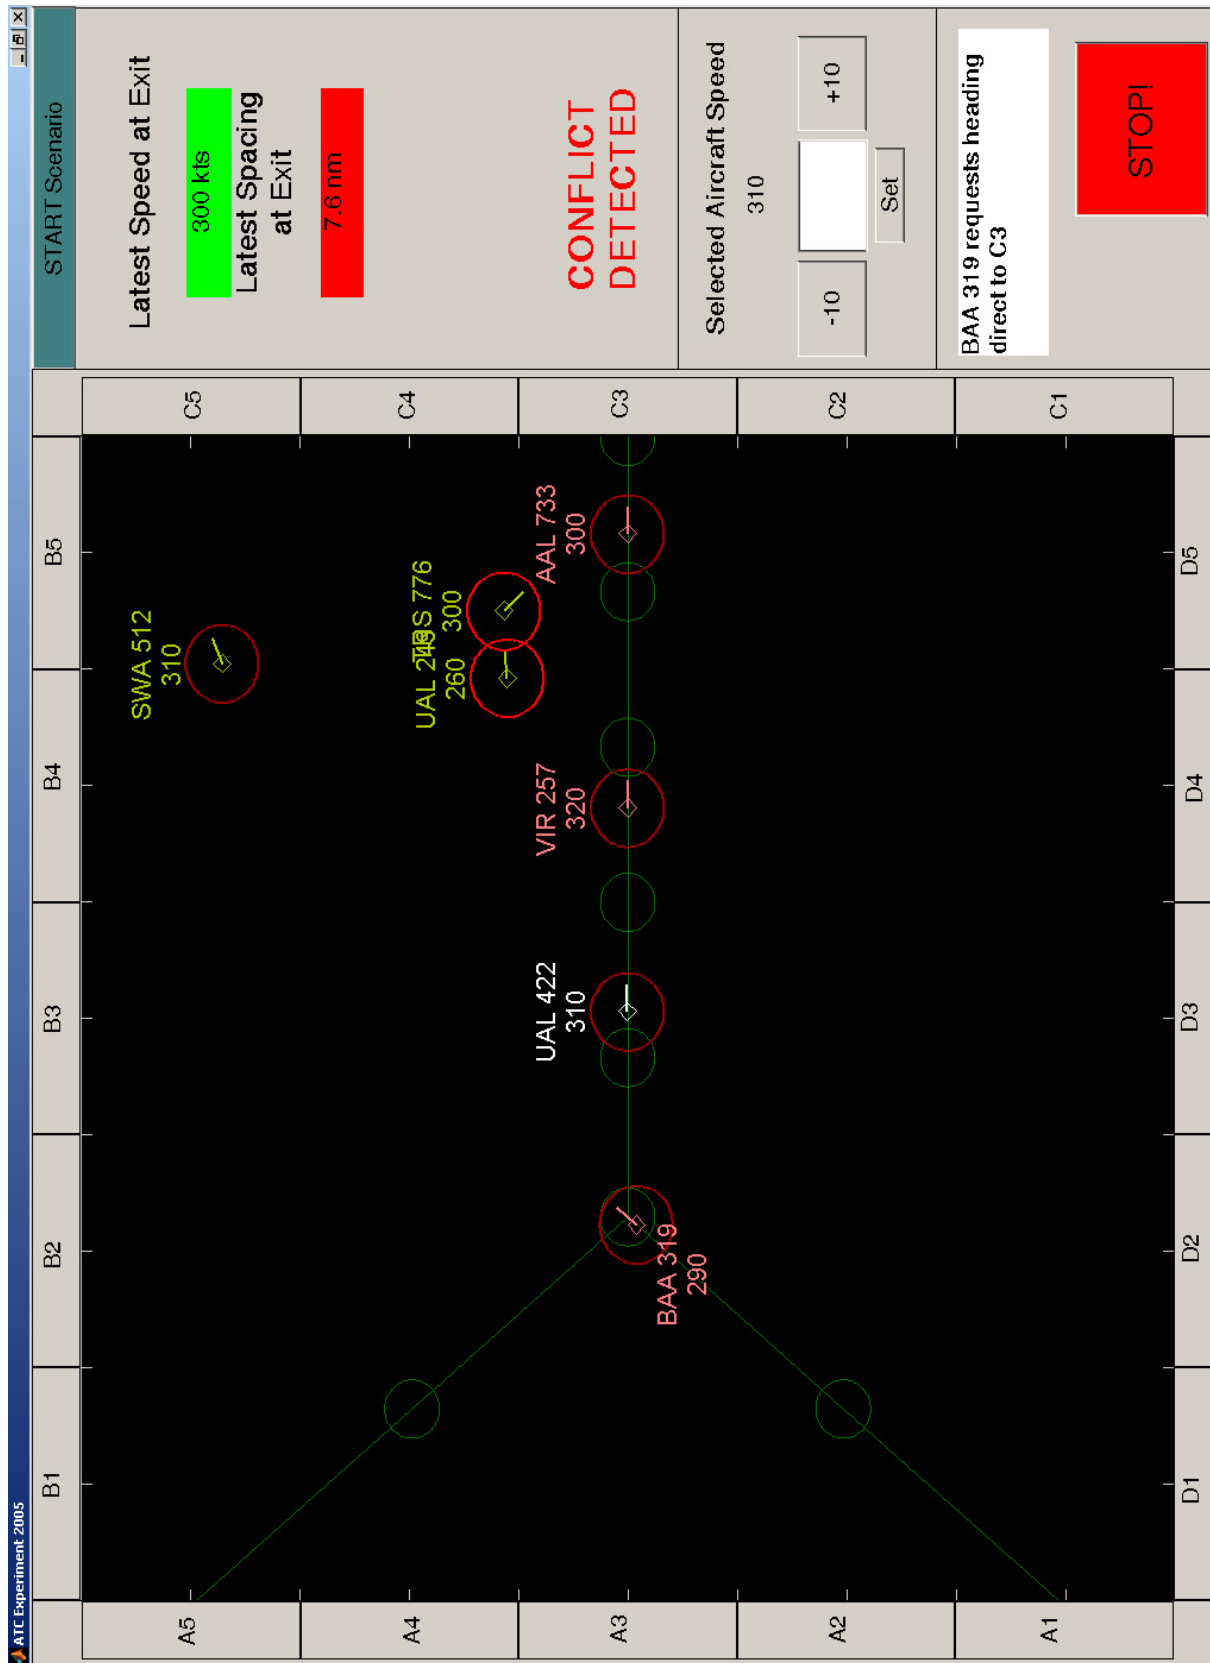 ATC Experiment 2005
B1
B2
B3
B4
B5
START Scenario
A5
A4
A3
A2
A1
SWA 512
310
UAL 249
260
300
AAL 733
300
VIR 257
320
UAL 422
310
BAA 319
290
C5
C4
C3
C2
C1
D1
D2
D3
D4
D5
Latest Speed at Exit
300 kts
Latest Spacing
at Exit
7.6 nm
CONFLICT
DETECTED
Selected Aircraft Speed
310
-10
+10
Set
BAA 319 requests heading
direct to C3
STOP!